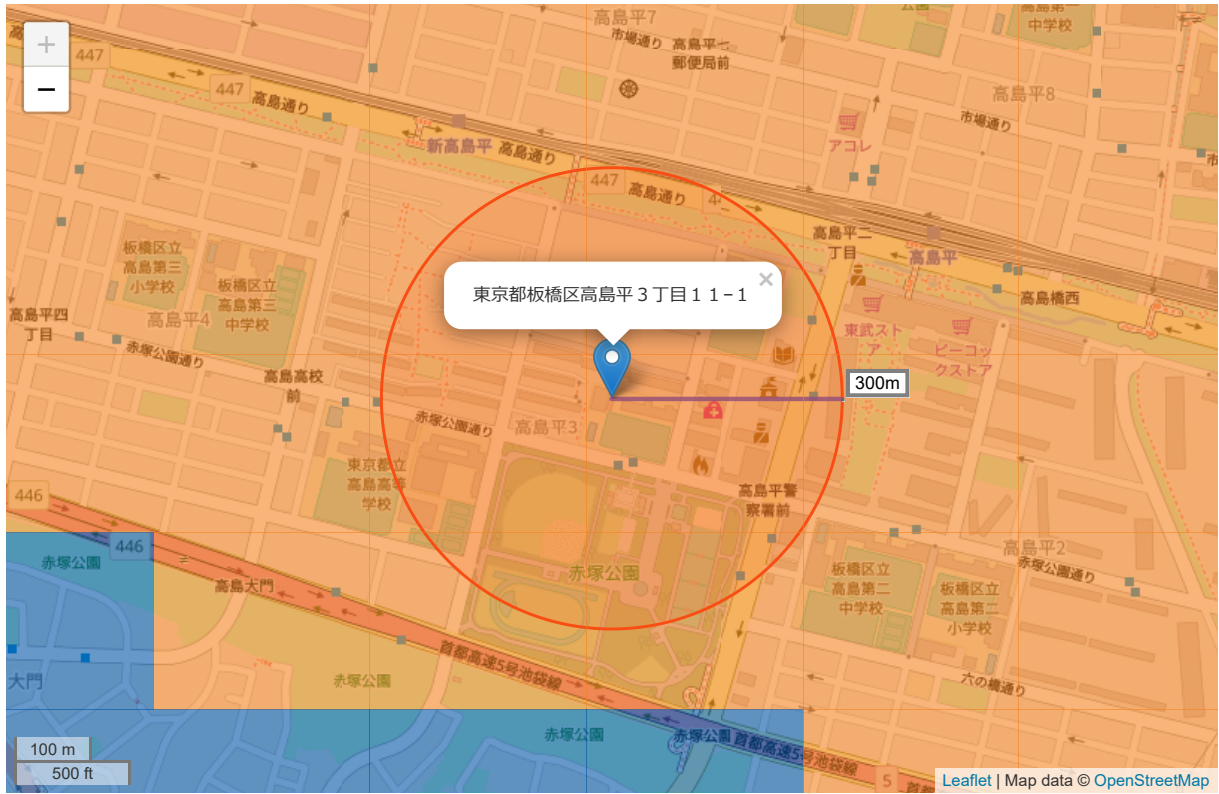 高島平7
中学校
市場通り
高島平七
郵便局前
447
447
高島通り
高島平8
市場通り
アコレ
新高島平
高島通り
447
高島通り
高島平二
丁目
高島平
板橋区立
高島第三
小学校
板橋区立
高島第三
中学校
東京都板橋区高島平３丁目１１−１
×
高島橋西
高島平四
丁目
高島平4
赤塚公園通り
東武スト
ア
ピーコッ
クストア
高島高校
前
300m
赤塚公園通り
高島平3
東京都立
高島高等
学校
446
高島平警
察署前
446
赤塚公園
高島平2
赤塚公園通り
高島大門
赤塚公園
板橋区立
高島第二
中学校
板橋区立
高島第二
小学校
首都高速5号池袋線
大門
赤塚公園
六の橋通り
赤塚公園
赤塚公園
首都高速5号池袋線
+
−
100 m
500 ft
5
Leaflet | Map data © OpenStreetMap